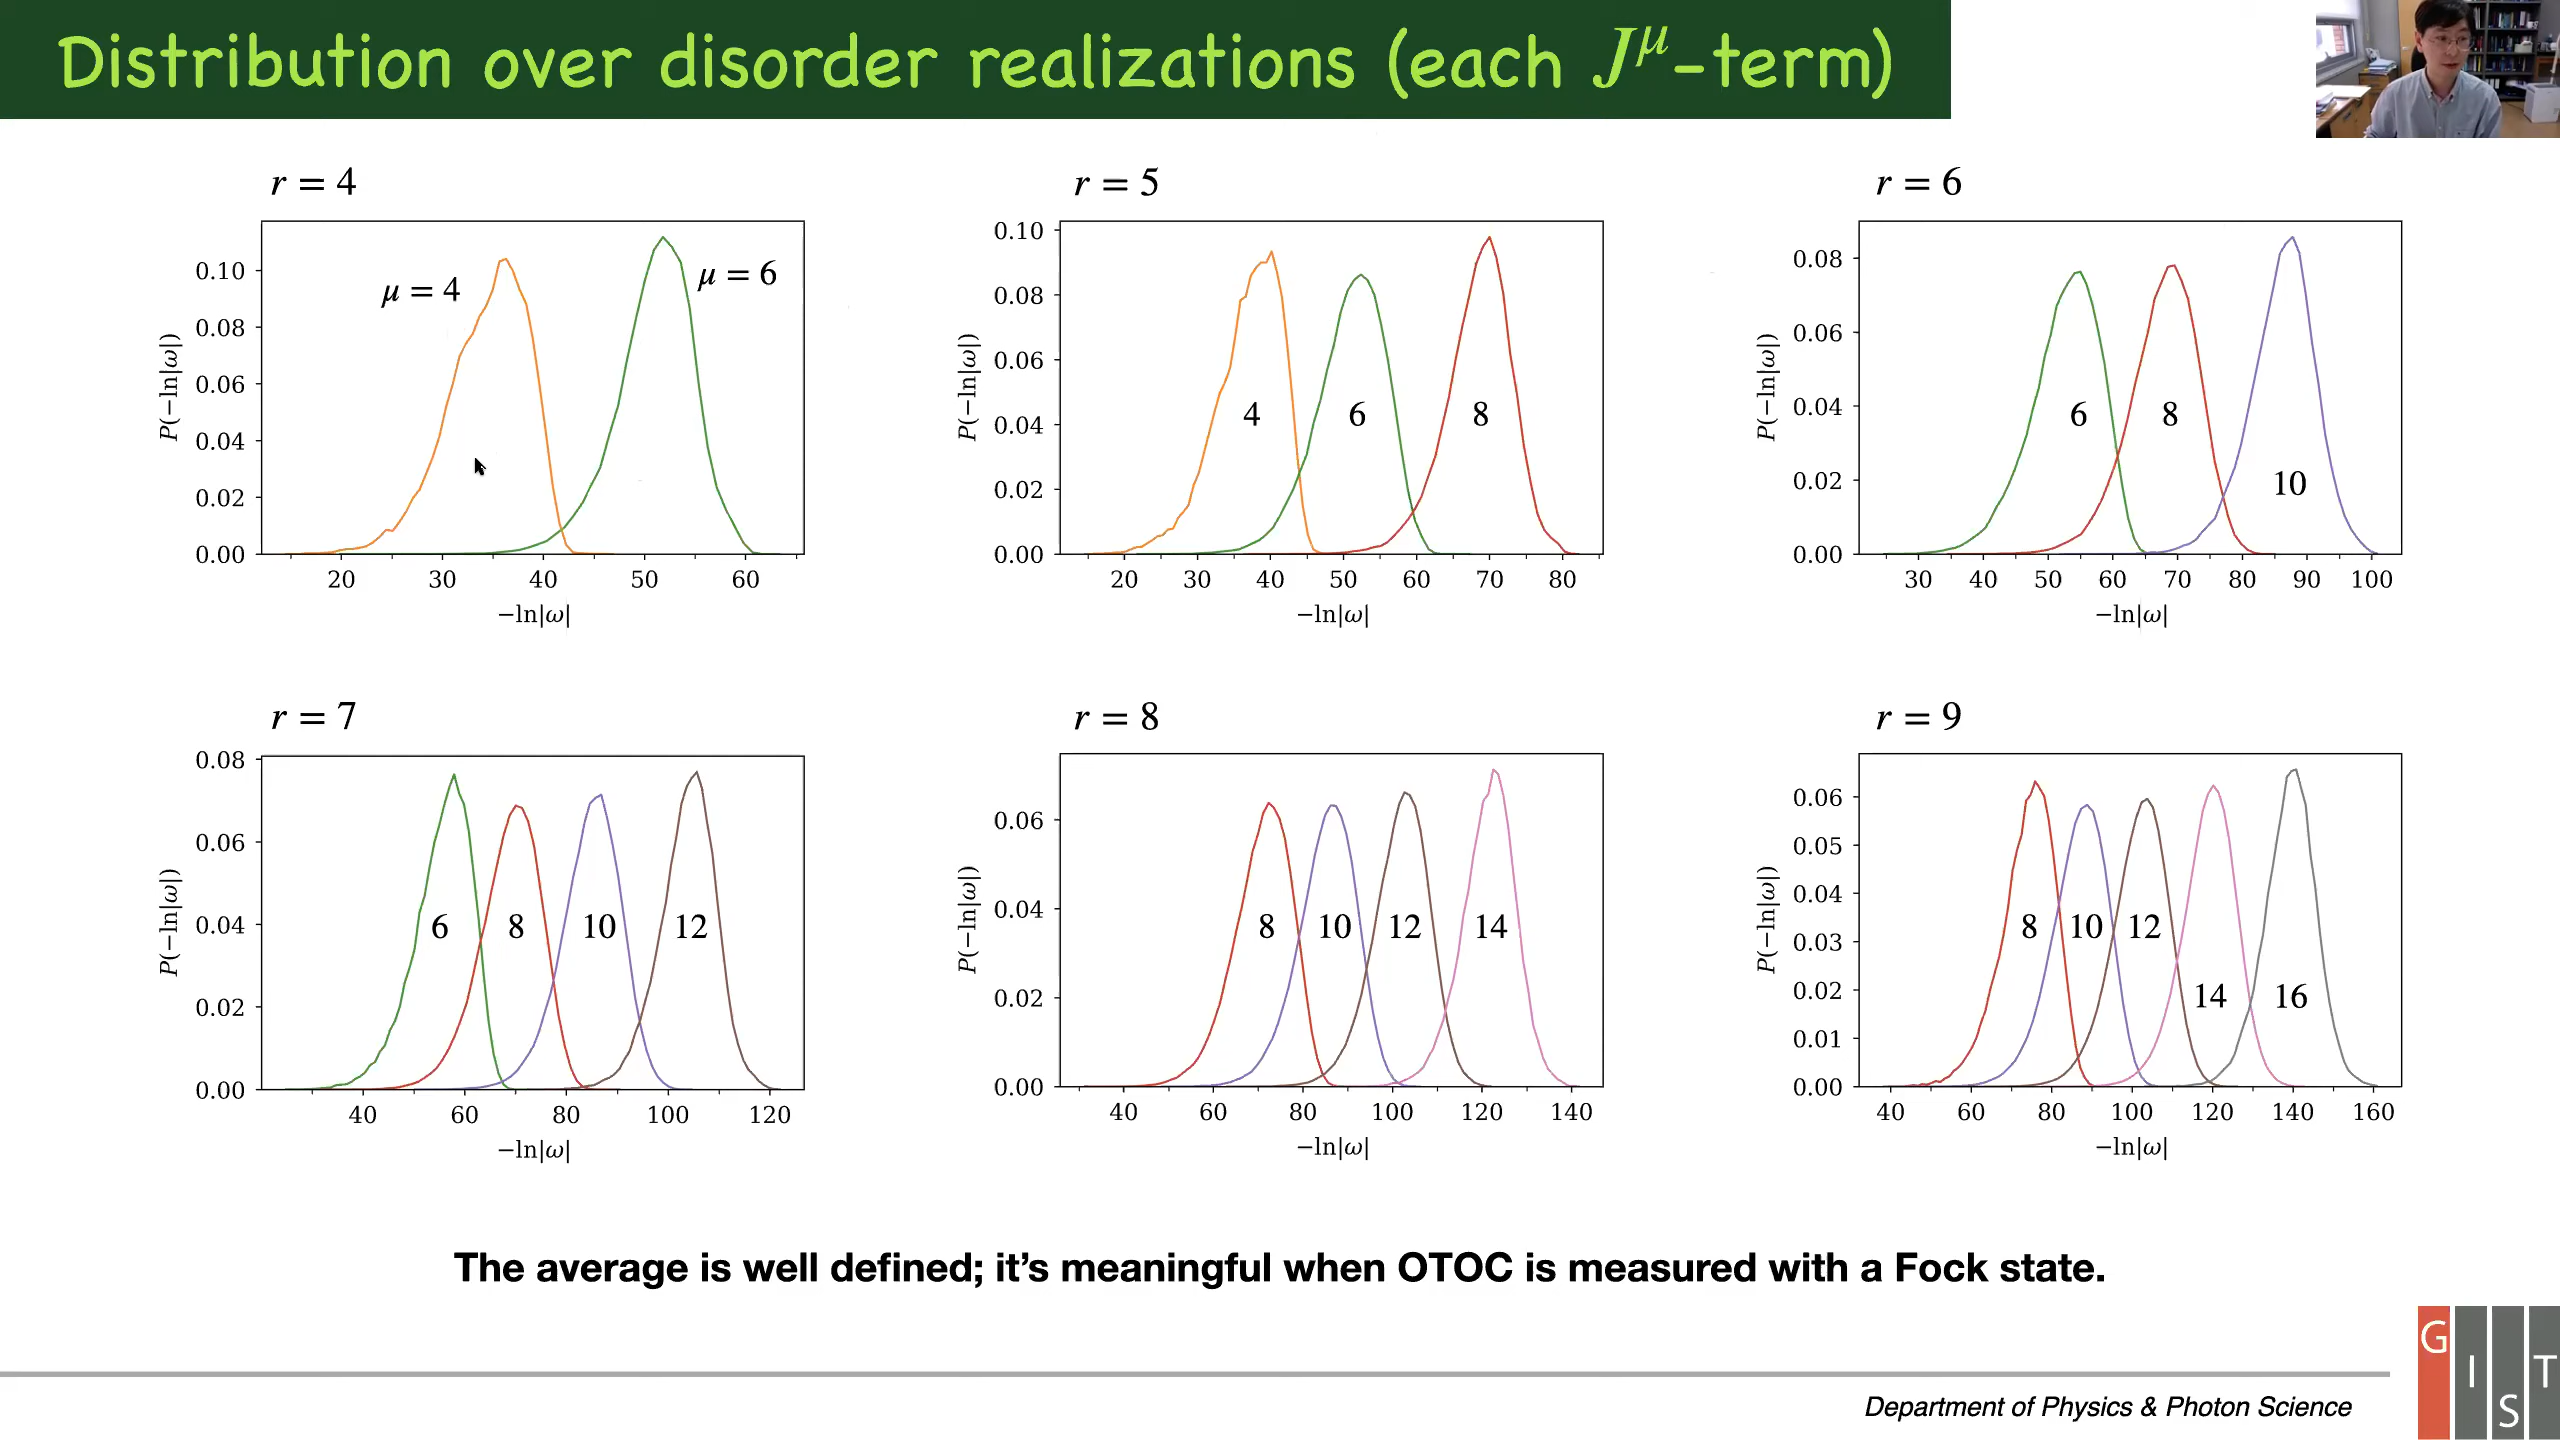 Distribution over disorder realizations (each J^μ-term)
r = 4
r = 5
r = 6
μ = 4
μ = 6
0.10
0.08
0.06
0.04
0.02
0.00
P(−ln|ω|)
20 30 40 50 60
−ln|ω|
4
6
8
0.10
0.08
0.06
0.04
0.02
0.00
P(−ln|ω|)
20 30 40 50 60 70 80
−ln|ω|
6
8
10
0.08
0.06
0.04
0.02
0.00
P(−ln|ω|)
30 40 50 60 70 80 90 100
−ln|ω|
r = 7
r = 8
r = 9
6
8
10
12
0.08
0.06
0.04
0.02
0.00
P(−ln|ω|)
40 60 80 100 120
−ln|ω|
8
10
12
14
0.06
0.04
0.02
0.00
P(−ln|ω|)
40 60 80 100 120 140
−ln|ω|
8
10
12
14
16
0.06
0.05
0.04
0.03
0.02
0.01
0.00
P(−ln|ω|)
40 60 80 100 120 140 160
−ln|ω|
The average is well defined; it’s meaningful when OTOC is measured with a Fock state.
Department of Physics & Photon Science
GIST